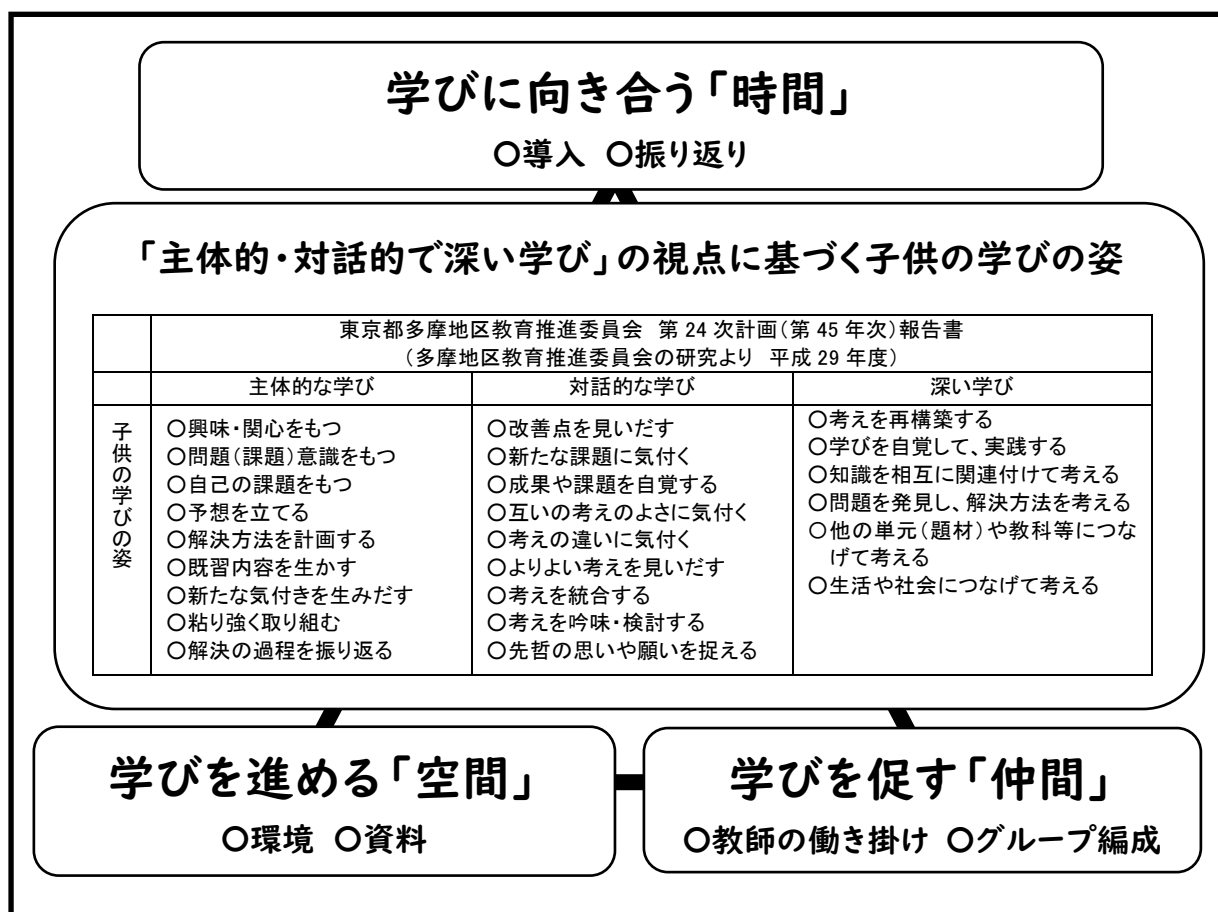 学びに向き合う「時間」
○導入 ○振り返り
「主体的・対話的で深い学び」の視点に基づく子供の学びの姿
東京都多摩地区教育推進委員会 第24次計画(第45年次)報告書
(多摩地区教育推進委員会の研究より 平成29年度)
主体的な学び
対話的な学び
深い学び
子供の学びの姿
○興味・関心をもつ
○問題(課題)意識をもつ
○自己の課題をもつ
○予想を立てる
○解決方法を計画する
○既習内容を生かす
○新たな気付きを生みだす
○粘り強く取り組む
○解決の過程を振り返る
○改善点を見いだす
○新たな課題に気付く
○成果や課題を自覚する
○互いの考えのよさに気付く
○考えの違いに気付く
○よりよい考えを見いだす
○考えを統合する
○考えを吟味・検討する
○先哲の思いや願いを捉える
○考えを再構築する
○学びを自覚して、実践する
○知識を相互に関連付けて考える
○問題を発見し、解決方法を考える
○他の単元(題材)や教科等につな
げて考える
○生活や社会につなげて考える
学びを進める「空間」
○環境 ○資料
学びを促す「仲間」
○教師の働き掛け ○グループ編成